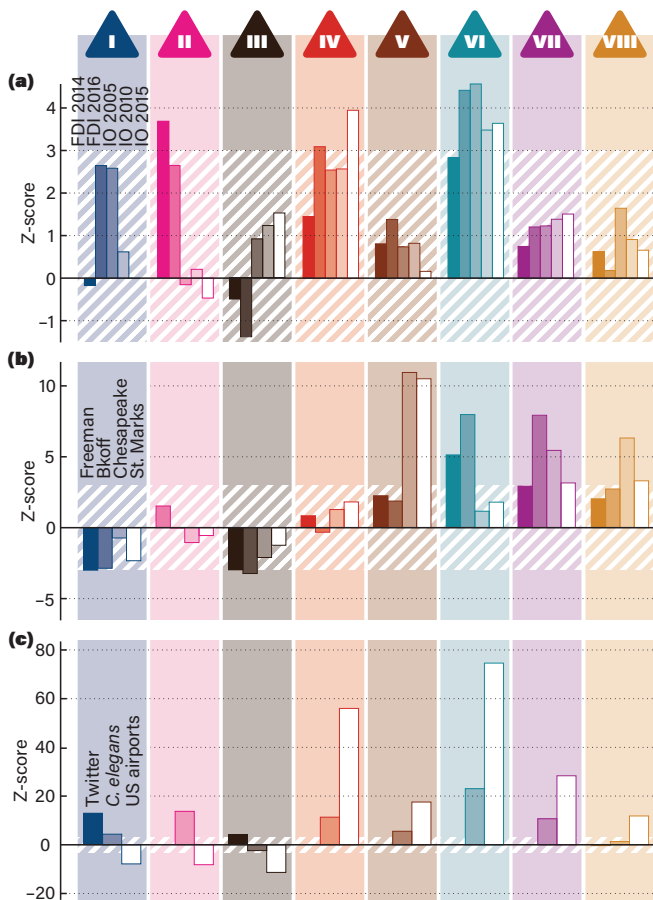 I II III IV V VI VII VIII
(a)
FDI 2014
FDI 2016
IO 2005
IO 2010
IO 2015
Z-score
4
3
2
1
0
−1
(b)
Freeman
Bkoff
Chesapeake
St. Marks
Z-score
10
5
0
−5
(c)
Twitter
C. elegans
US airports
Z-score
80
60
40
20
0
−20